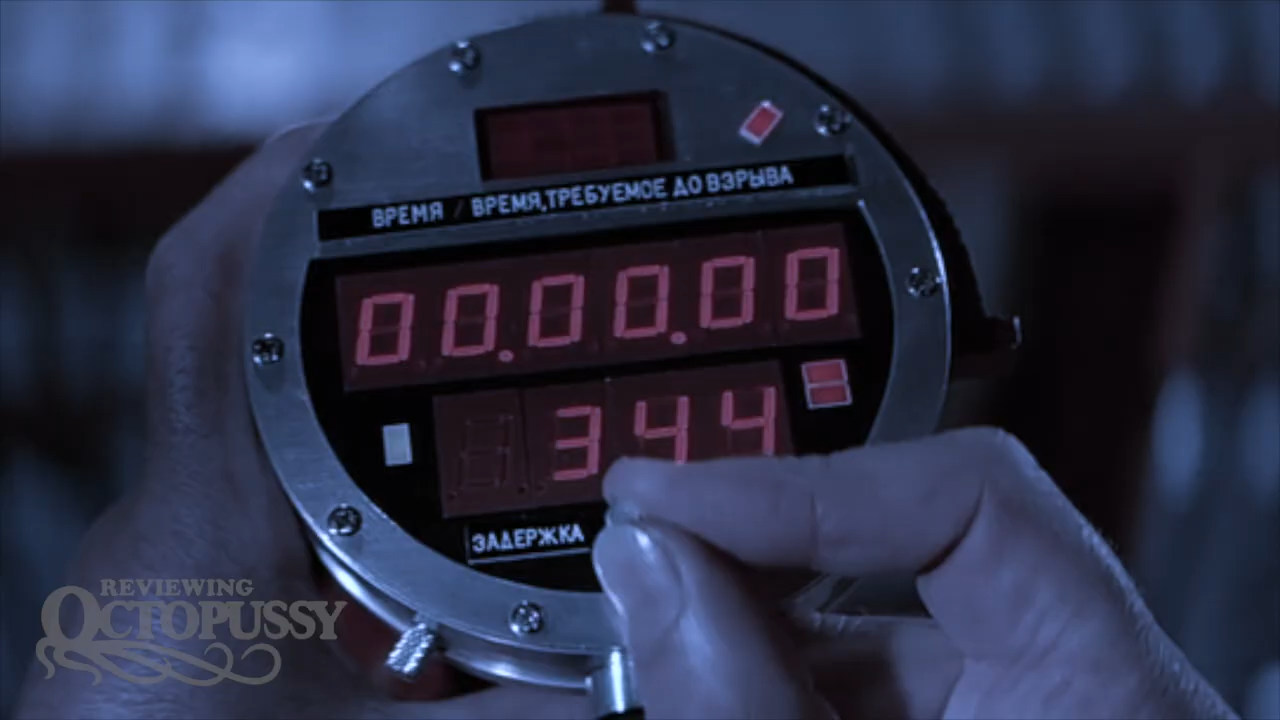 ВРЕМЯ / ВРЕМЯ,ТРЕБУЕМОЕ ДО ВЗРЫВА
00.00.00
344
ЗАДЕРЖКА
REVIEWING
OCTOPUSSY